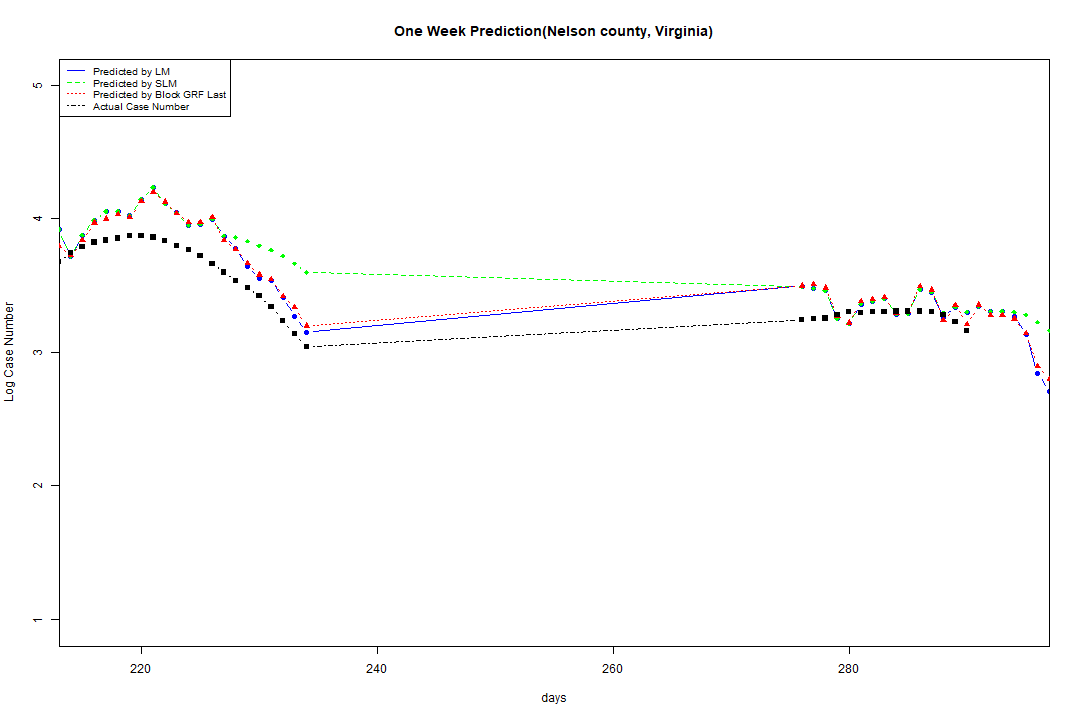 One Week Prediction(Nelson county, Virginia)
Predicted by LM
Predicted by SLM
Predicted by Block GRF Last
Actual Case Number
5
4
3
2
1
Log Case Number
220
240
260
280
days